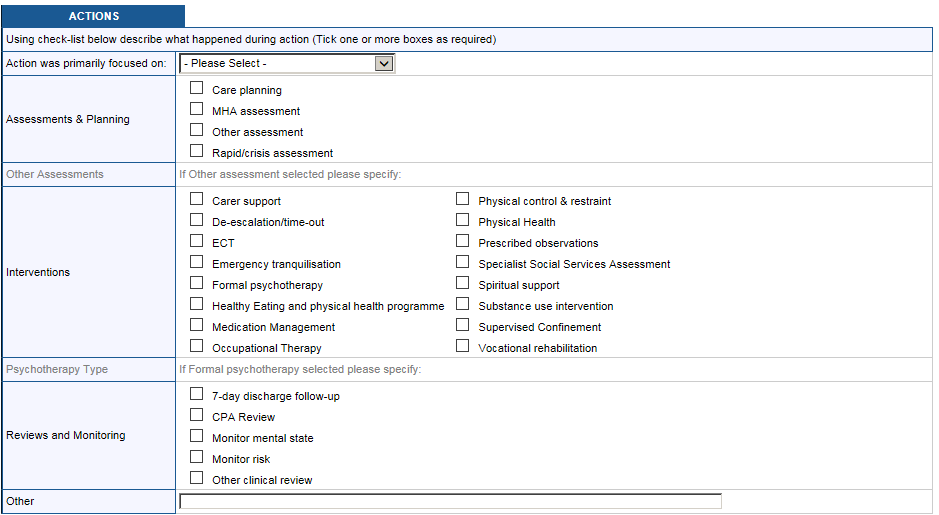 ACTIONS
Using check-list below describe what happened during action (Tick one or more boxes as required)
Action was primarily focused on: - Please Select -
Assessments & Planning
Care planning
MHA assessment
Other assessment
Rapid/crisis assessment
Other Assessments If Other assessment selected please specify:
Interventions
Carer support Physical control & restraint
De-escalation/time-out Physical Health
ECT Prescribed observations
Emergency tranquilisation Specialist Social Services Assessment
Formal psychotherapy Spiritual support
Healthy Eating and physical health programme Substance use intervention
Medication Management Supervised Confinement
Occupational Therapy Vocational rehabilitation
Psychotherapy Type If Formal psychotherapy selected please specify:
Reviews and Monitoring
7-day discharge follow-up
CPA Review
Monitor mental state
Monitor risk
Other clinical review
Other